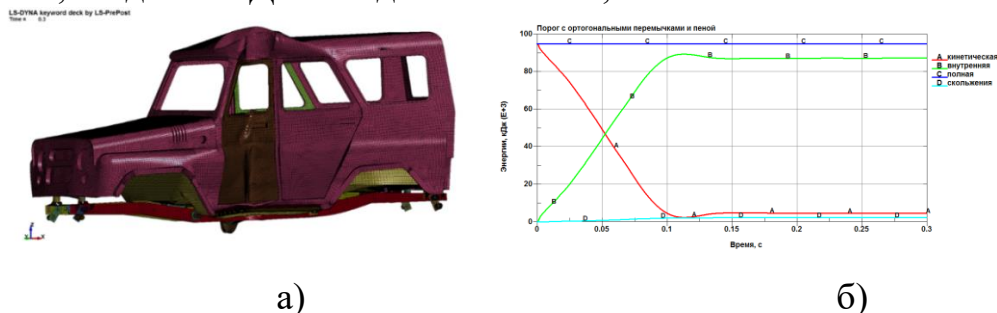 LS-DYNA keyword deck by LS-PrePost
Time = 0.3
Порог с ортогональными перемычками и пеной
Энергии, кДж (E+3)
100
80
60
40
20
0
0
0.05
0.1
0.15
0.2
0.25
0.3
Время, с
A кинетическая
B внутренняя
C полная
D скольжения
а)
б)